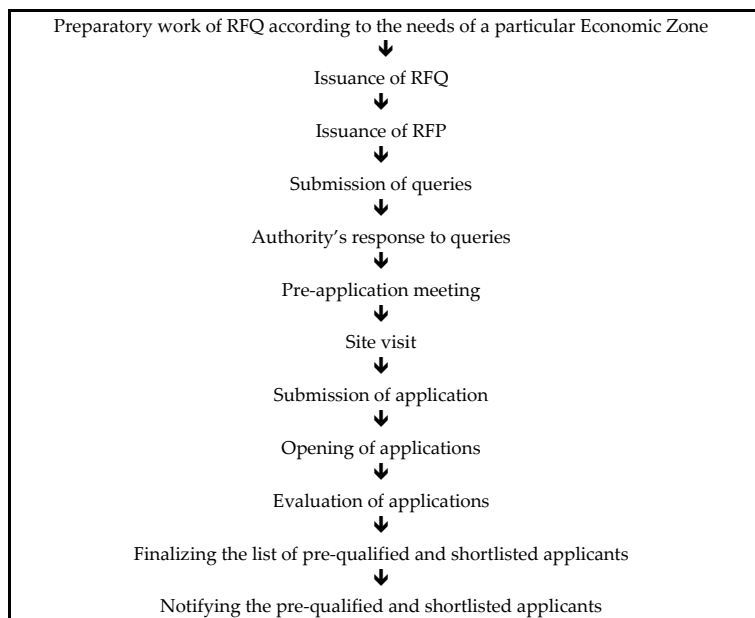 Preparatory work of RFQ according to the needs of a particular Economic Zone
Issuance of RFQ
Issuance of RFP
Submission of queries
Authority's response to queries
Pre-application meeting
Site visit
Submission of application
Opening of applications
Evaluation of applications
Finalizing the list of pre-qualified and shortlisted applicants
Notifying the pre-qualified and shortlisted applicants